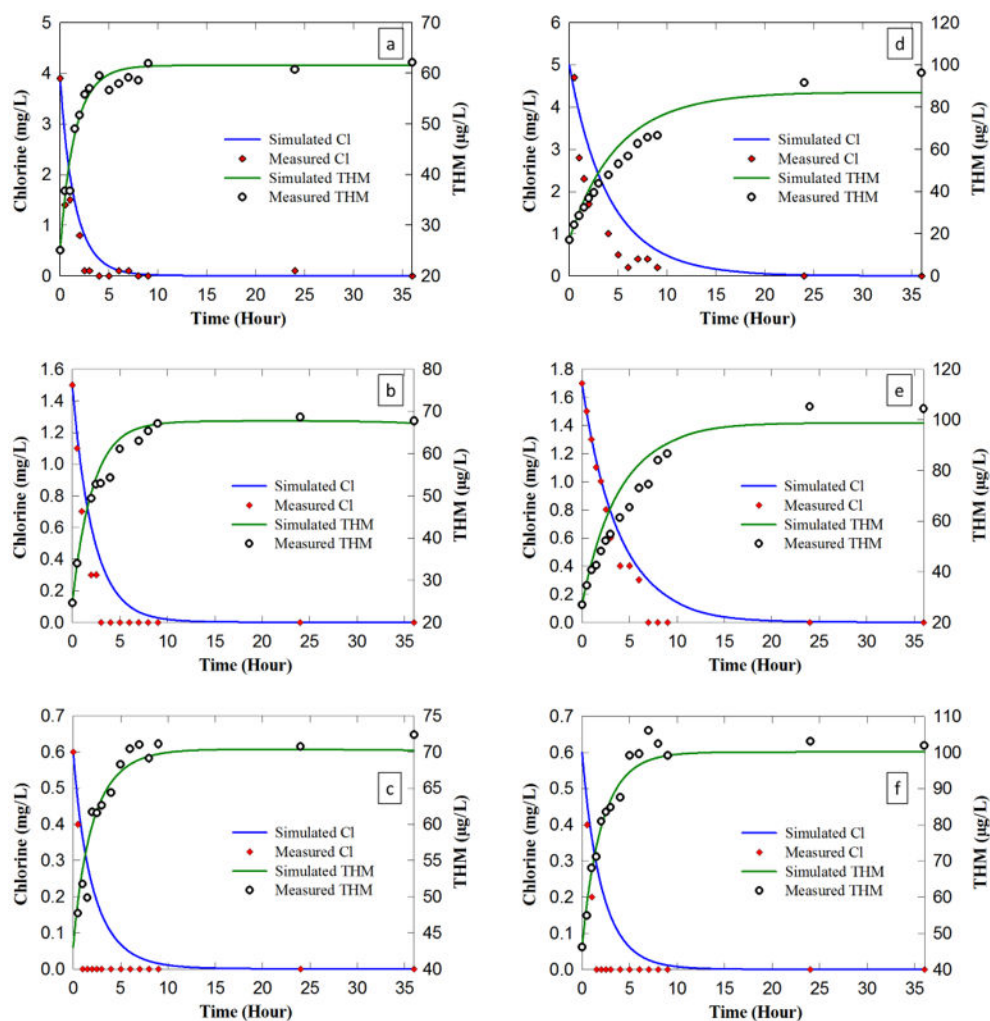 5 70 a
4 60
3 50
2 40
1 30
0 20
Chlorine (mg/L)
THM (µg/L)
Simulated Cl
Measured Cl
Simulated THM
Measured THM
0 5 10 15 20 25 30 35
Time (Hour)
6 120 d
5 100
4 80
3 60
2 40
1 20
0 0
Chlorine (mg/L)
THM (µg/L)
Simulated Cl
Measured Cl
Simulated THM
Measured THM
0 5 10 15 20 25 30 35
Time (Hour)
1.6 80 b
1.4 70
1.2 60
1.0 50
0.8 40
0.6 30
0.4 20
0.2
0.0
Chlorine (mg/L)
THM (µg/L)
Simulated Cl
Measured Cl
Simulated THM
Measured THM
0 5 10 15 20 25 30 35
Time (Hour)
1.8 120 e
1.6 100
1.4 80
1.2 60
1.0 40
0.8 20
0.6
0.4
0.2
0.0
Chlorine (mg/L)
THM (µg/L)
Simulated Cl
Measured Cl
Simulated THM
Measured THM
0 5 10 15 20 25 30 35
Time (Hour)
0.7 75 c
0.6 70
0.5 65
0.4 60
0.3 55
0.2 50
0.1 45
0.0 40
Chlorine (mg/L)
THM (µg/L)
Simulated Cl
Measured Cl
Simulated THM
Measured THM
0 5 10 15 20 25 30 35
Time (Hour)
0.7 110 f
0.6 100
0.5 90
0.4 80
0.3 70
0.2 60
0.1 50
0.0 40
Chlorine (mg/L)
THM (µg/L)
Simulated Cl
Measured Cl
Simulated THM
Measured THM
0 5 10 15 20 25 30 35
Time (Hour)